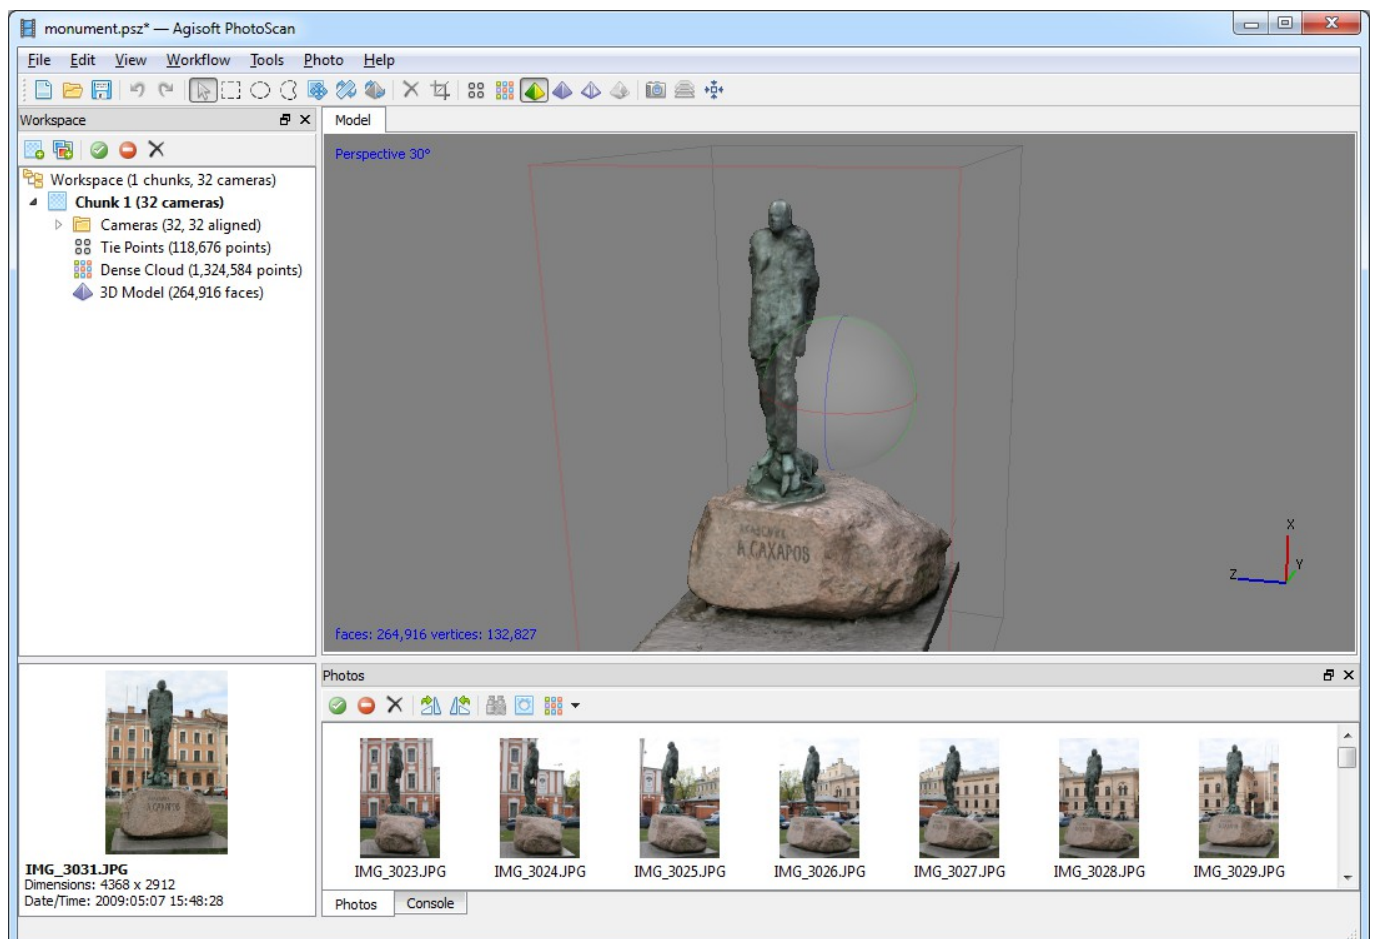 monument.psz* — Agisoft PhotoScan
File Edit View Workflow Tools Photo Help
Workspace
Model
Workspace (1 chunks, 32 cameras)
Chunk 1 (32 cameras)
Cameras (32, 32 aligned)
Tie Points (118,676 points)
Dense Cloud (1,324,584 points)
3D Model (264,916 faces)
Perspective 30°
А.САХАРОВ
X
Y
Z
faces: 264,916 vertices: 132,827
IMG_3031.JPG
Dimensions: 4368 x 2912
Date/Time: 2009:05:07 15:48:28
Photos
IMG_3023.JPG IMG_3024.JPG IMG_3025.JPG IMG_3026.JPG IMG_3027.JPG IMG_3028.JPG IMG_3029.JPG
Photos Console